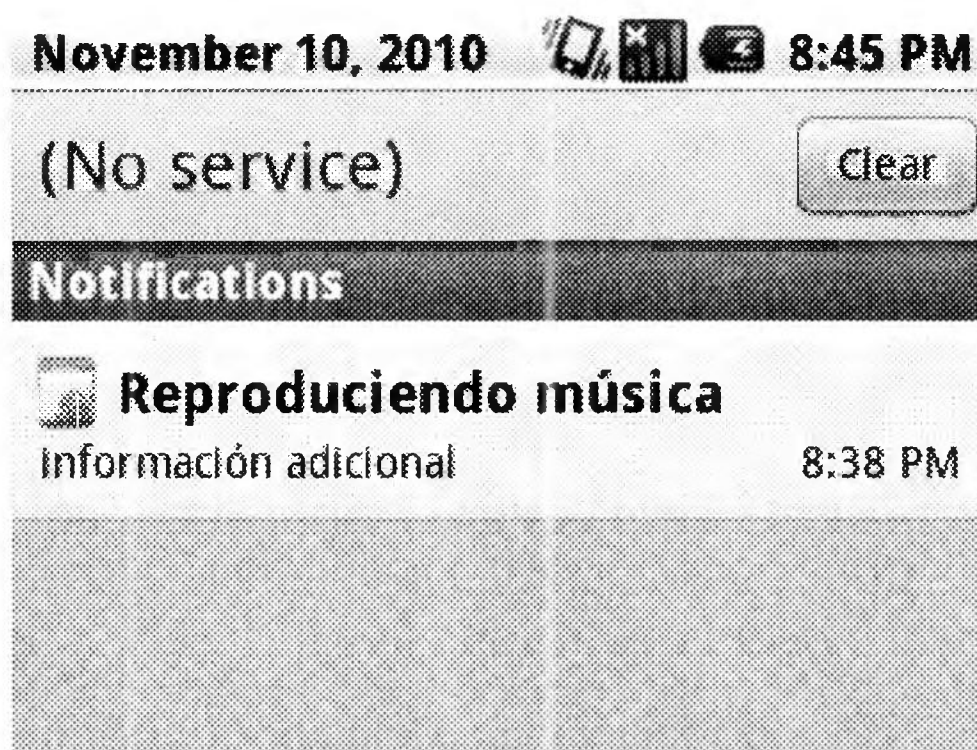 November 10, 2010 8:45 PM
(No service) Clear
Notifications
Reproduciendo música
Información adicional 8:38 PM